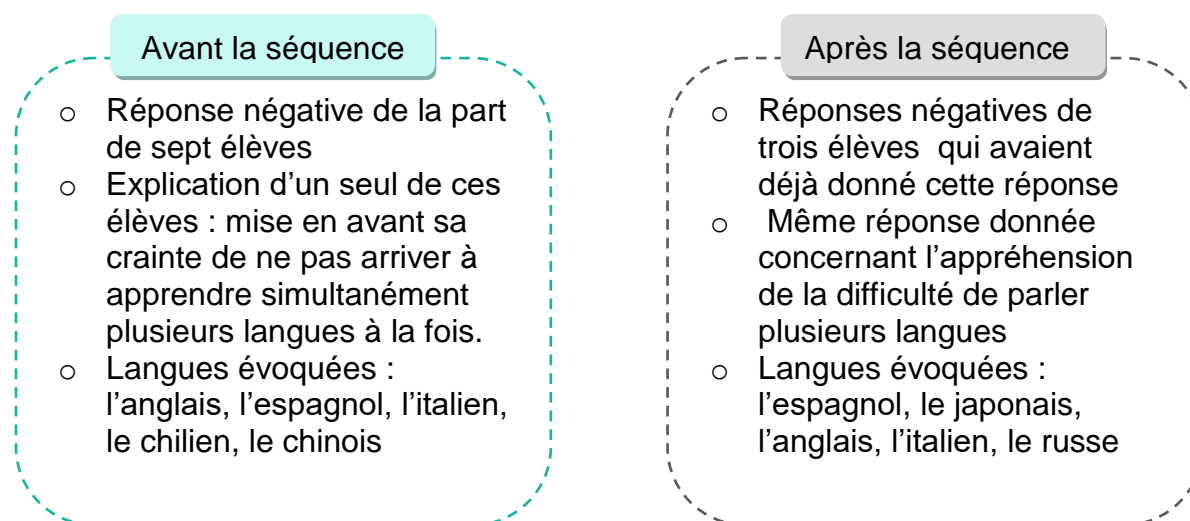 Avant la séquence
o Réponse négative de la part
de sept élèves
o Explication d’un seul de ces
élèves : mise en avant sa
crainte de ne pas arriver à
apprendre simultanément
plusieurs langues à la fois.
o Langues évoquées :
l’anglais, l’espagnol, l’italien,
le chilien, le chinois
Après la séquence
o Réponses négatives de
trois élèves qui avaient
déjà donné cette réponse
o Même réponse donnée
concernant l’appréhension
de la difficulté de parler
plusieurs langues
o Langues évoquées :
l’espagnol, le japonais,
l’anglais, l’italien, le russe